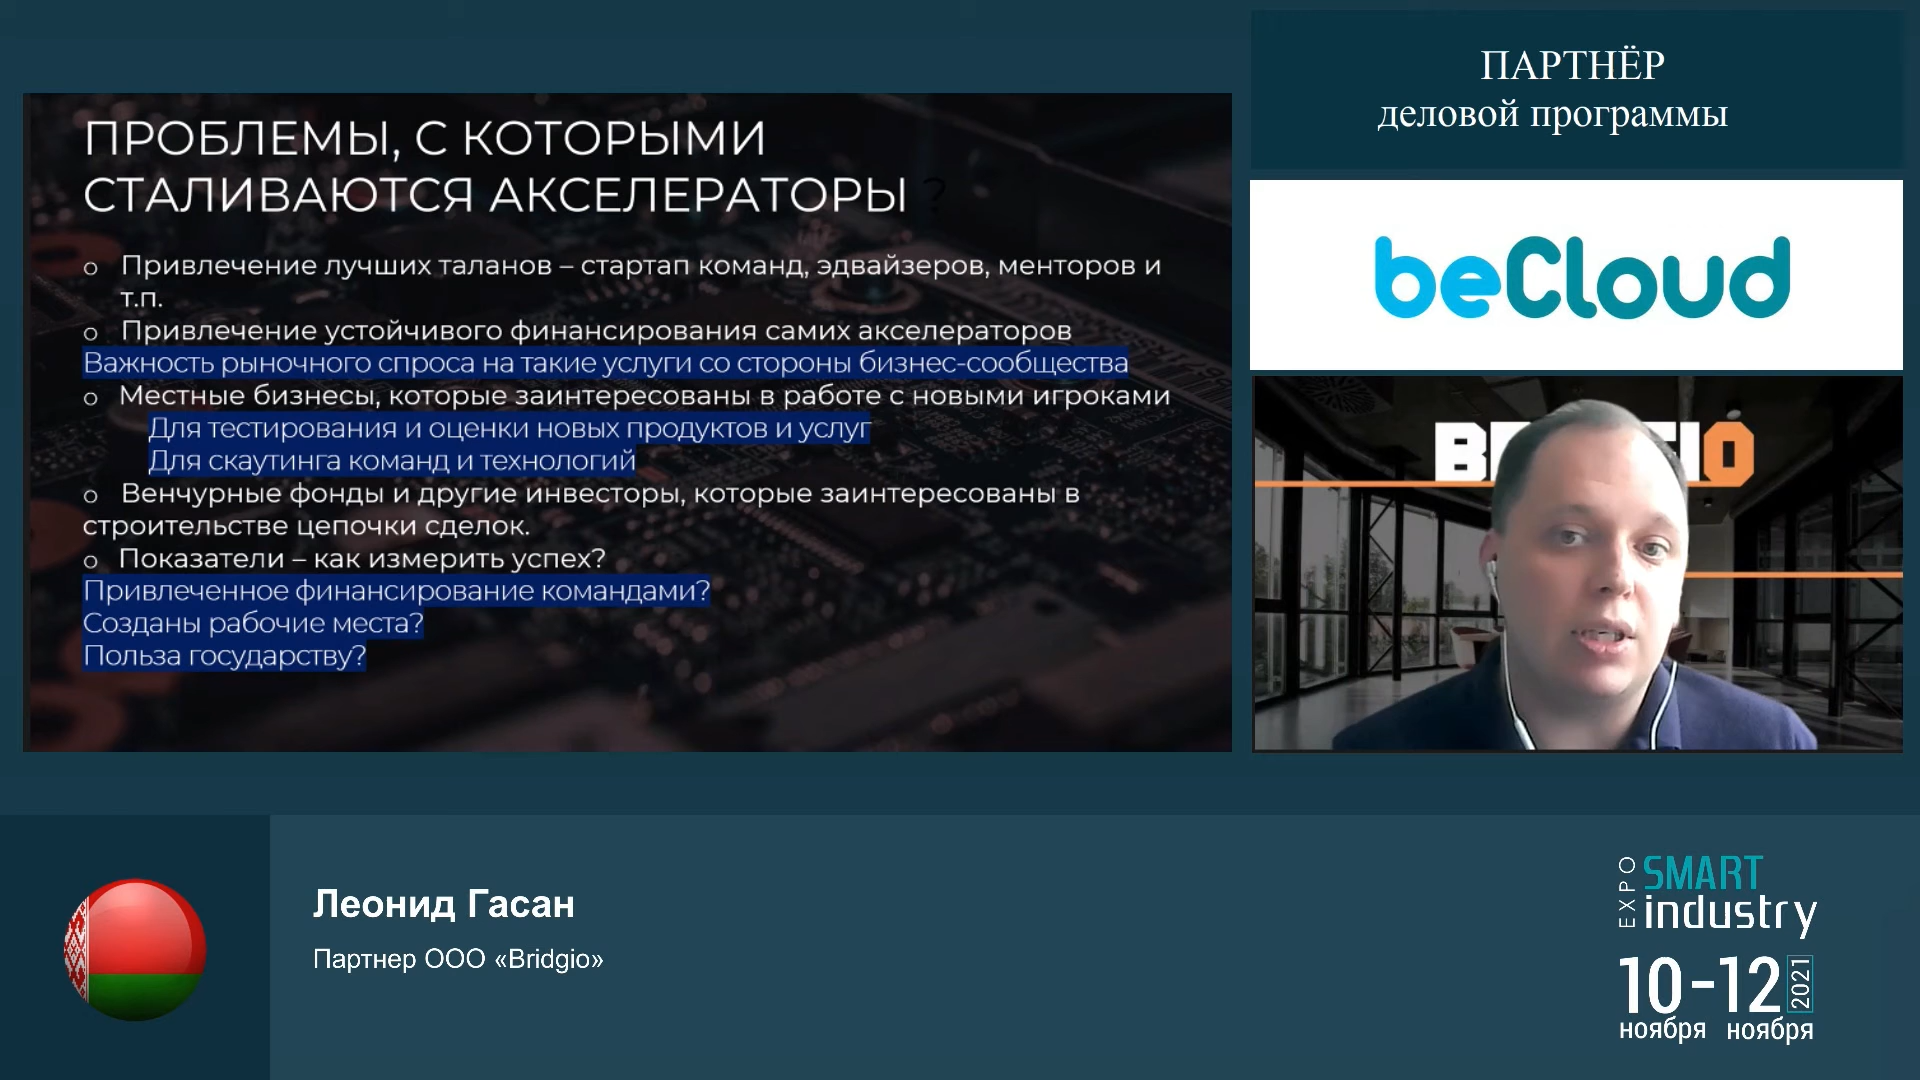 ПРОБЛЕМЫ, С КОТОРЫМИ
СТАЛИВАЮТСЯ АКСЕЛЕРАТОРЫ ?
o Привлечение лучших таланов – стартап команд, эдвайзеров, менторов и
т.п.
o Привлечение устойчивого финансирования самих акселераторов
Важность рыночного спроса на такие услуги со стороны бизнес-сообщества
o Местные бизнесы, которые заинтересованы в работе с новыми игроками
Для тестирования и оценки новых продуктов и услуг
Для скаутинга команд и технологий
o Венчурные фонды и другие инвесторы, которые заинтересованы в
строительстве цепочки сделок.
o Показатели – как измерить успех?
Привлеченное финансирование командами?
Созданы рабочие места?
Польза государству?
ПАРТНЁР
деловой программы
beCloud
Леонид Гасан
Партнер ООО «Bridgio»
EXPO
SMART
industry
10-12
2021
ноября ноября